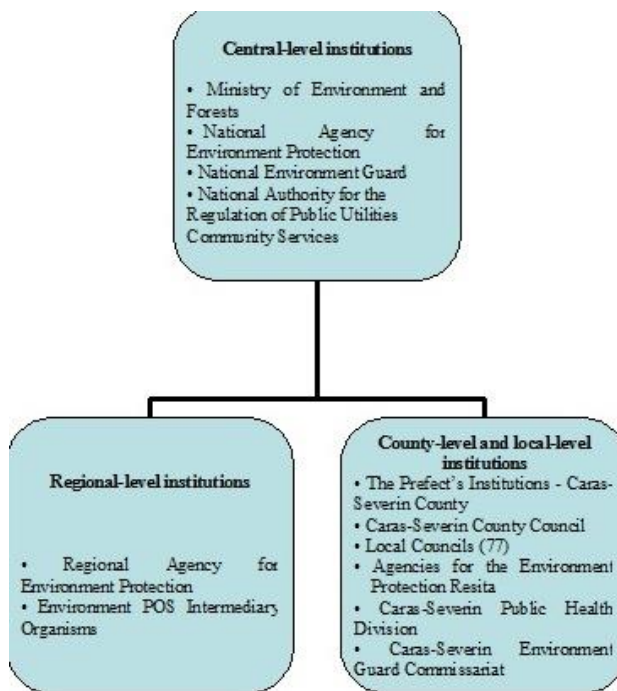 Central-level institutions
• Ministry of Environment and
Forests
• National Agency for
Environment Protection
• National Environment Guard
• National Authority for the
Regulation of Public Utilities
Community Services
Regional-level institutions
• Regional Agency for
Environment Protection
• Environment POS Intermediary
Organisms
County-level and local-level
institutions
• The Prefect's Institutions - Caras-
Severin County
• Caras-Severin County Council
• Local Councils (77)
• Agencies for the Environment
Protection Resita
• Caras-Severin Public Health
Division
• Caras-Severin Environment
Guard Commissariat